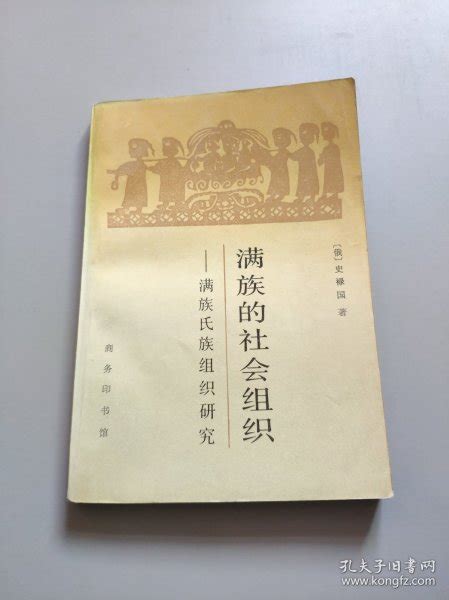 〔俄〕史禄国 著
满族的社会组织
——满族氏族组织研究
商务印书馆
孔夫子旧书网
www.kongfz.com